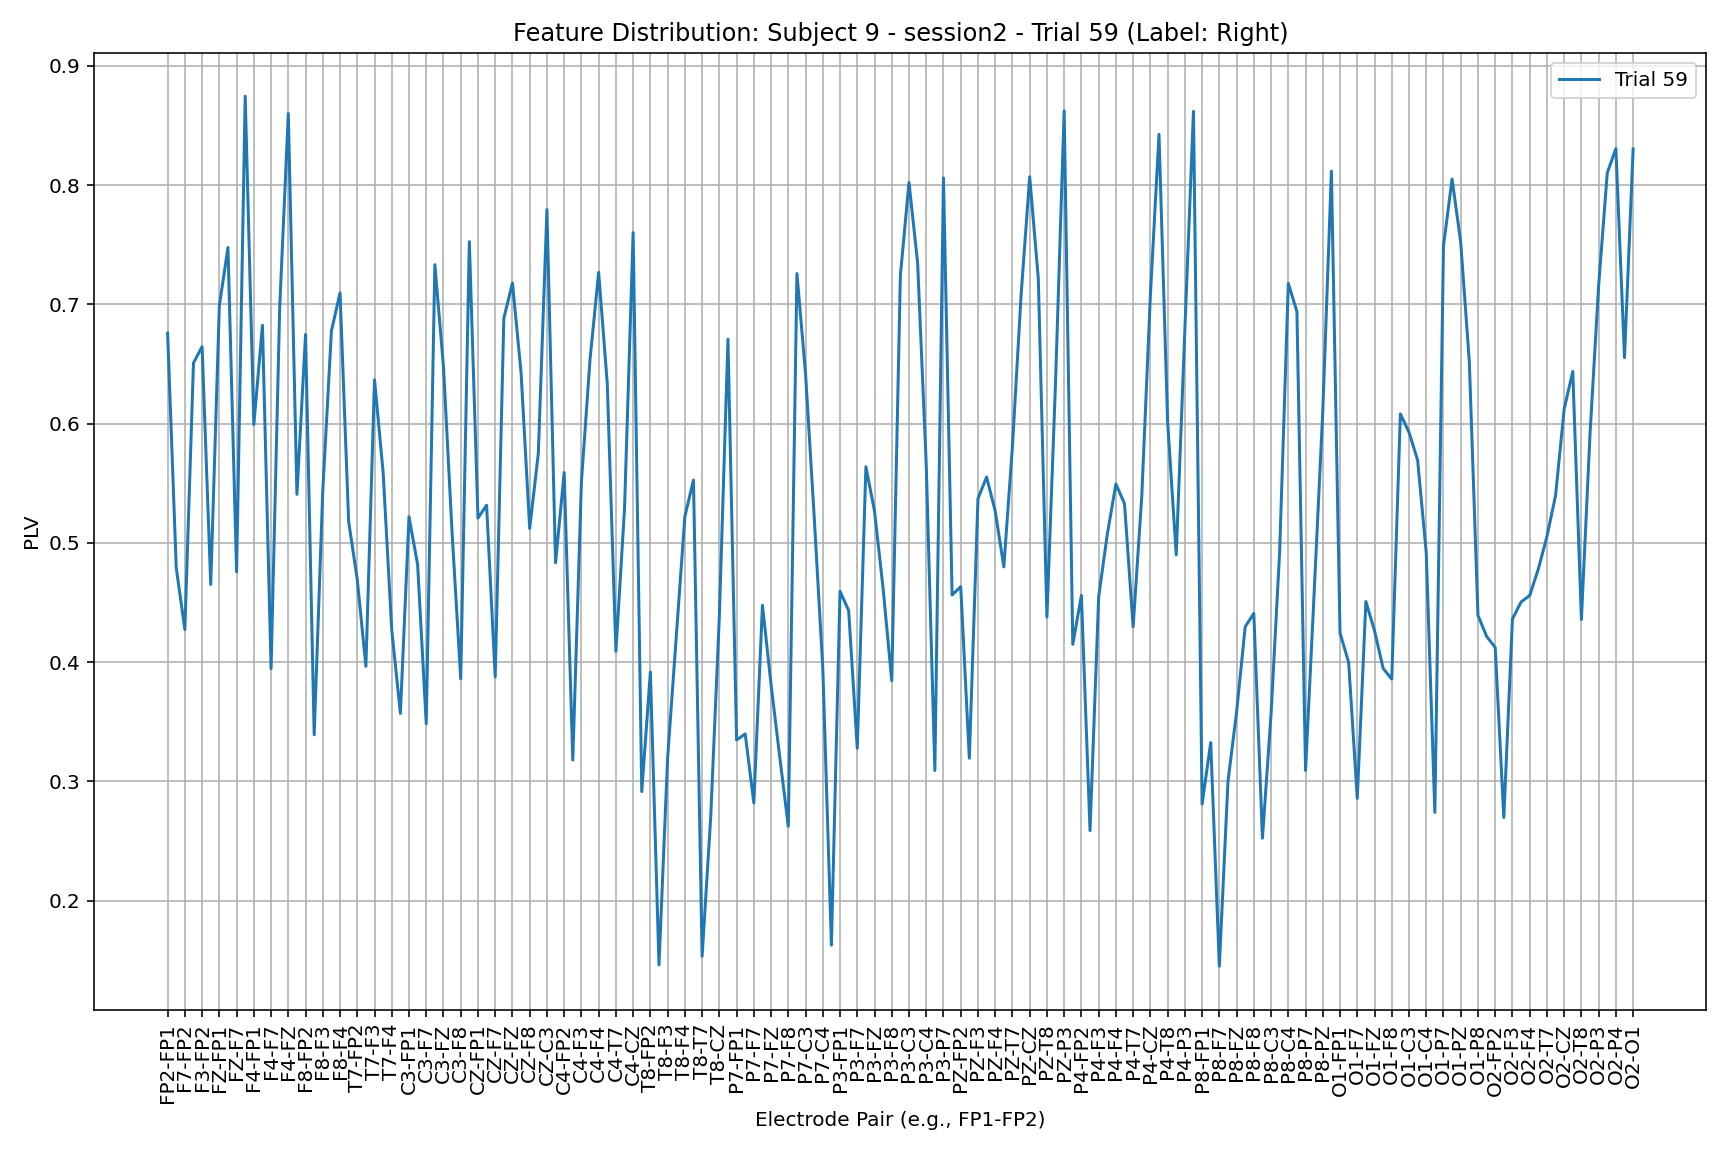 Feature Distribution: Subject 9 - session2 - Trial 59 (Label: Right)
Trial 59
PLV
0.9
0.8
0.7
0.6
0.5
0.4
0.3
0.2
FP2-FP1
F7-FP2
F3-FP2
FZ-FP1
FZ-F7
F4-FP1
F4-F7
F4-FZ
F8-FP2
F8-F3
F8-F4
T7-FP2
T7-F3
T7-F4
C3-FP1
C3-F7
C3-FZ
C3-F8
CZ-FP1
CZ-F7
CZ-FZ
CZ-F8
CZ-C3
C4-FP2
C4-F3
C4-F4
C4-T7
C4-CZ
T8-FP2
T8-F3
T8-F4
T8-T7
T8-CZ
P7-FP1
P7-F7
P7-FZ
P7-F8
P7-C3
P7-C4
P3-FP1
P3-F7
P3-FZ
P3-F8
P3-C3
P3-C4
P3-P7
PZ-FP2
PZ-F3
PZ-F4
PZ-T7
PZ-CZ
PZ-T8
PZ-P3
P4-FP2
P4-F3
P4-F4
P4-T7
P4-CZ
P4-T8
P4-P3
P8-FP1
P8-F7
P8-FZ
P8-F8
P8-C3
P8-C4
P8-P7
P8-PZ
O1-FP1
O1-F7
O1-FZ
O1-F8
O1-C3
O1-C4
O1-P7
O1-PZ
O1-P8
O2-FP2
O2-F3
O2-F4
O2-T7
O2-CZ
O2-T8
O2-P3
O2-P4
O2-O1
Electrode Pair (e.g., FP1-FP2)